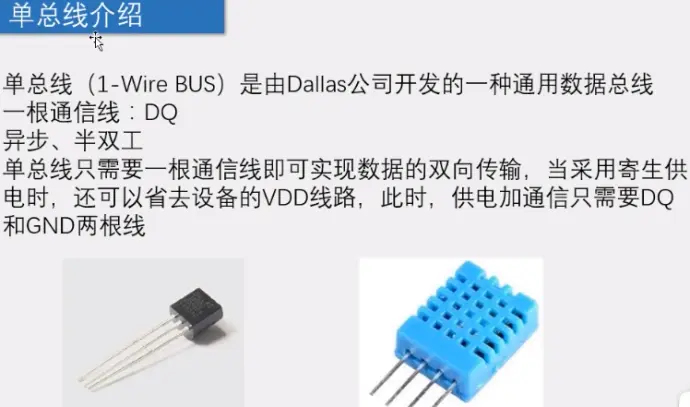 单总线介绍
单总线（1-Wire BUS）是由Dallas公司开发的一种通用数据总线
一根通信线：DQ
异步、半双工
单总线只需要一根通信线即可实现数据的双向传输，当采用寄生供
电时，还可以省去设备的VDD线路，此时，供电加通信只需要DQ
和GND两根线